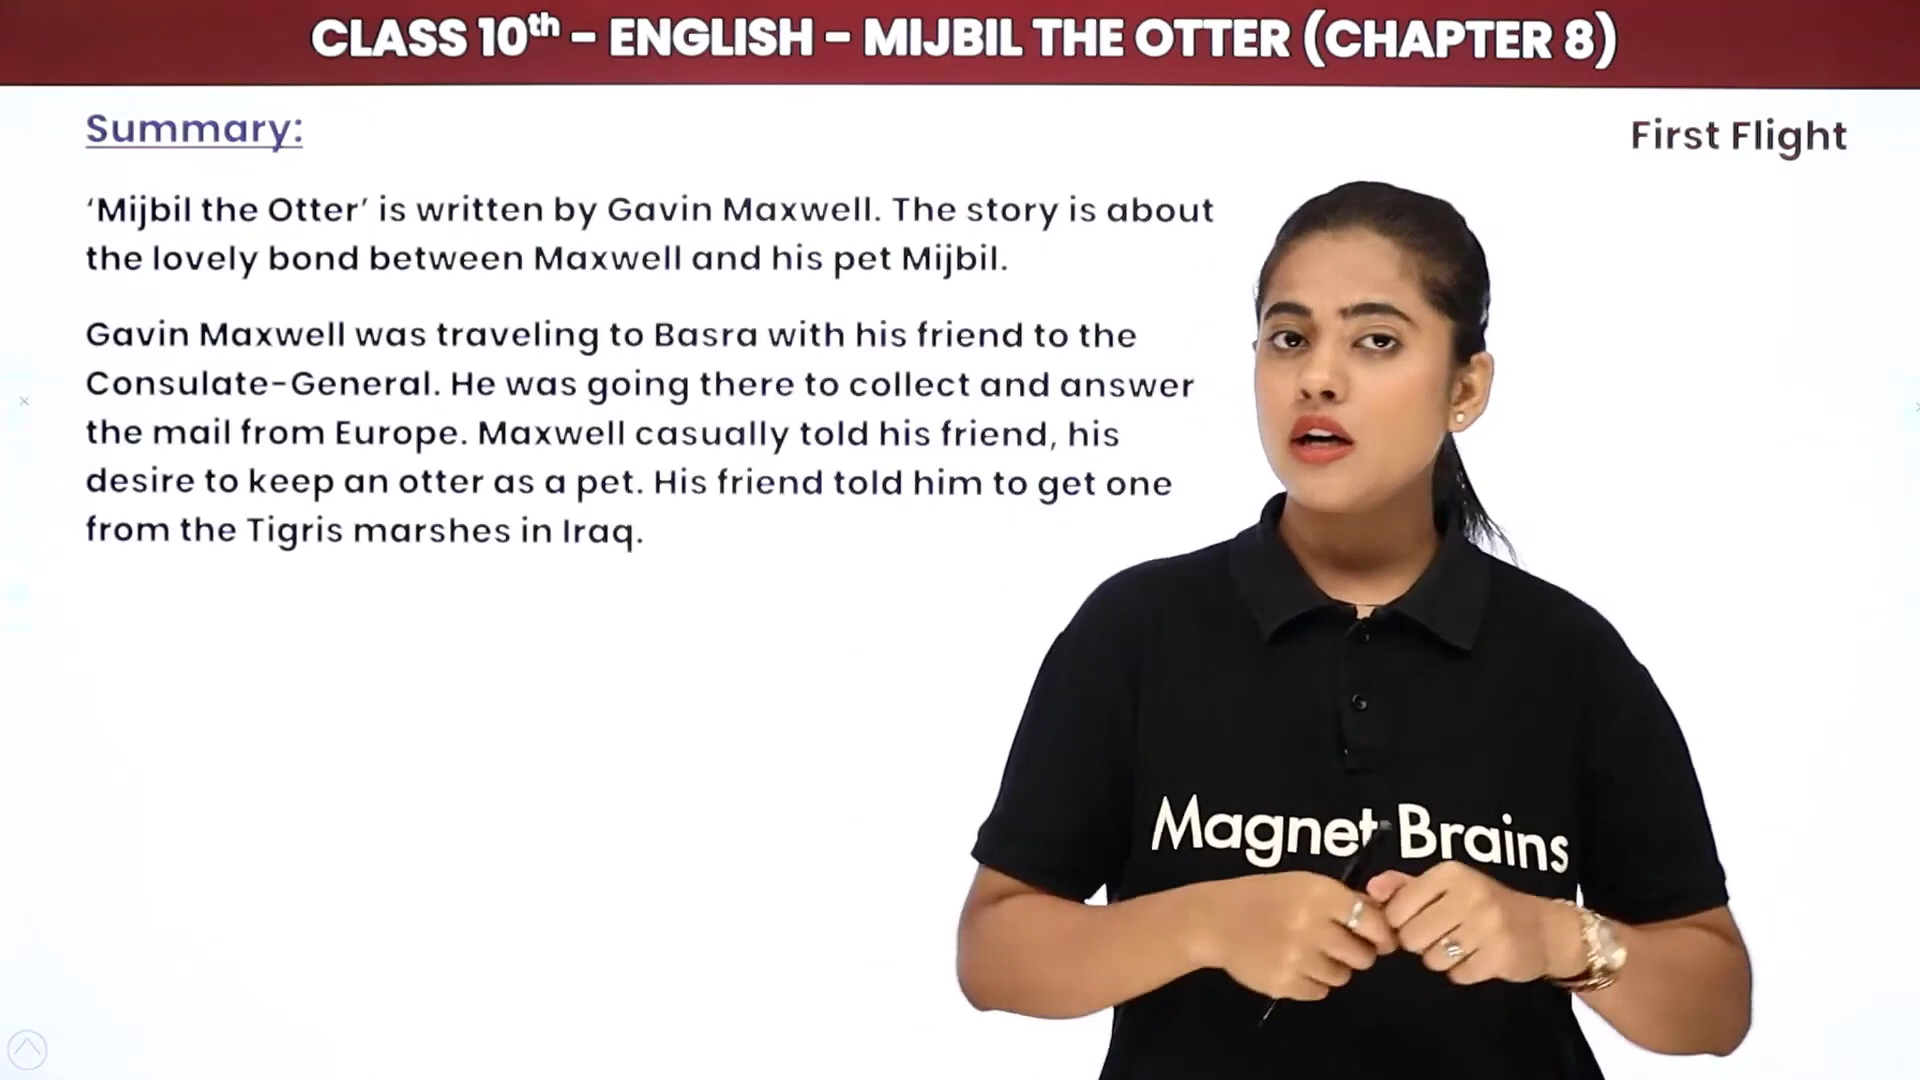 CLASS 10th - ENGLISH - MIJBIL THE OTTER (CHAPTER 8)
Summary:
First Flight
‘Mijbil the Otter’ is written by Gavin Maxwell. The story is about
the lovely bond between Maxwell and his pet Mijbil.
Gavin Maxwell was traveling to Basra with his friend to the
Consulate-General. He was going there to collect and answer
the mail from Europe. Maxwell casually told his friend, his
desire to keep an otter as a pet. His friend told him to get one
from the Tigris marshes in Iraq.
Magnet Brains